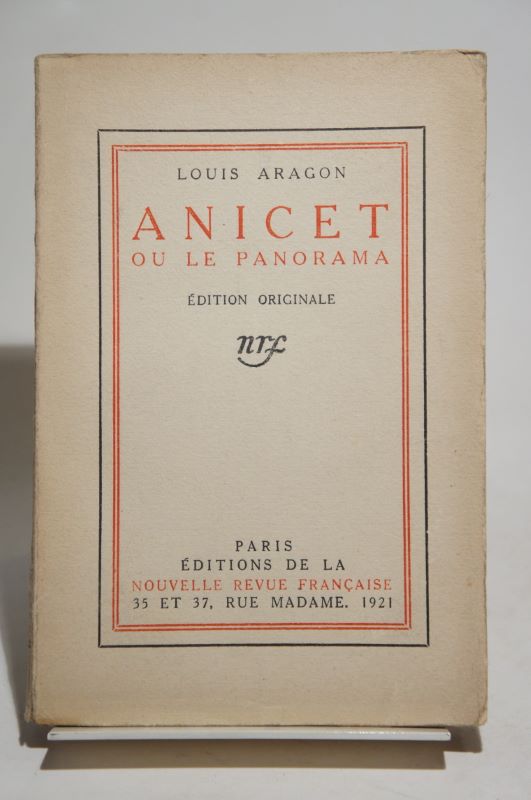 LOUIS ARAGON
ANICET
OU LE PANORAMA
ÉDITION ORIGINALE
nrf
PARIS
ÉDITIONS DE LA
NOUVELLE REVUE FRANÇAISE
35 ET 37, RUE MADAME. 1921